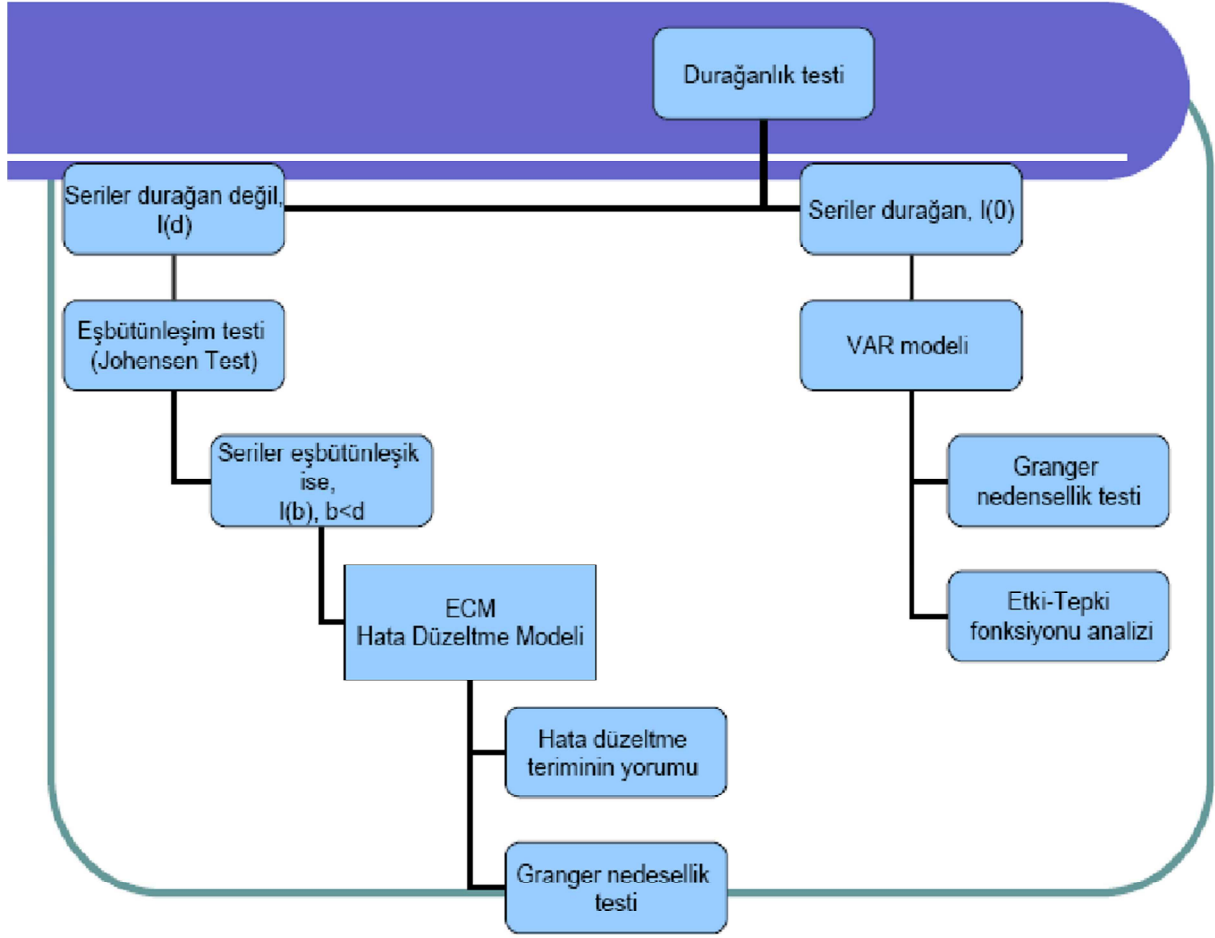 Durağanlık testi
Seriler durağan değil,
I(d)
Seriler durağan, I(0)
Eşbütünleşim testi
(Johensen Test)
VAR modeli
Seriler eşbütünleşik
ise,
I(b), b<d
Granger
nedensellik testi
ECM
Hata Düzeltme Modeli
Etki-Tepki
fonksiyonu analizi
Hata düzeltme
teriminin yorumu
Granger nedesellik
testi